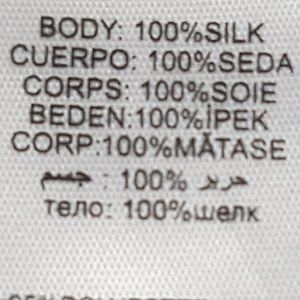 BODY: 100%SILK
CUERPO: 100%SEDA
CORPS: 100%SOIE
BEDEN:100%İPEK
CORP:100%MĂTASE
جسم : 100% حرير
тело: 100%шелк